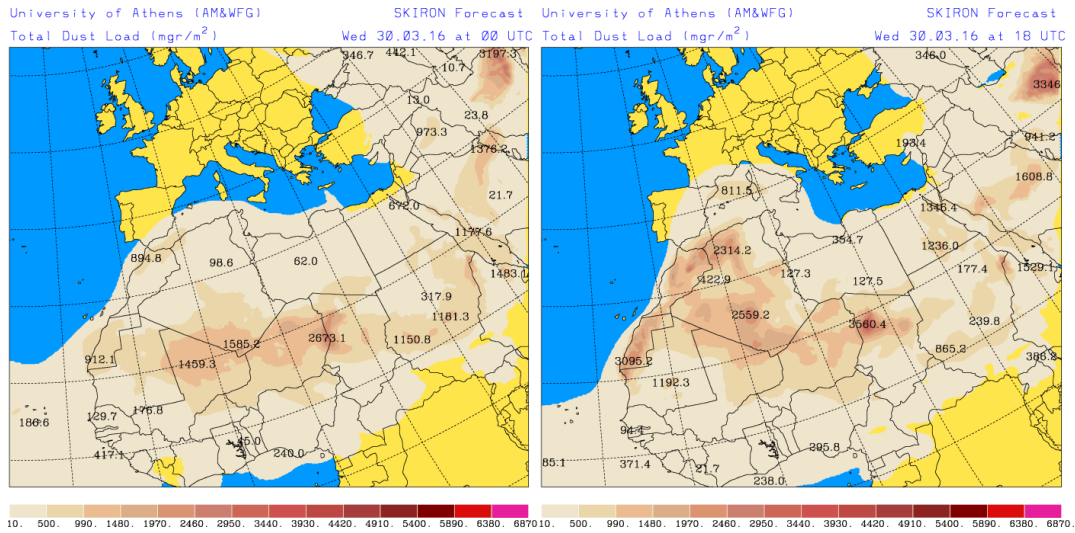 University of Athens (AM&WFG) SKIRON Forecast
Total Dust Load (mgr/m²) Wed 30.03.16 at 00 UTC
346.7 442.1 3197.3
10.7
13.0
23.8
973.3
1376.2
21.7
672.0
1177.6
894.8 98.6 62.0
1483.1
317.9
1181.3
1585.2 2673.1 1150.8
912.1 1459.3
129.7 176.8
186.6
45.0
417.1 240.0
10. 500. 990. 1480. 1970. 2460. 2950. 3440. 3930. 4420. 4910. 5400. 5890. 6380. 6870.
University of Athens (AM&WFG) SKIRON Forecast
Total Dust Load (mgr/m²) Wed 30.03.16 at 18 UTC
346.0
3346
193.4 941.2
1608.8
811.5
1346.4
354.7 1236.0
2314.2
177.4 1529.1
422.9 127.3 127.5
2559.2 3560.4 239.8
865.2
3095.2 386.2
1192.3
94.4
295.8
85.1 371.4 21.7
238.0
10. 500. 990. 1480. 1970. 2460. 2950. 3440. 3930. 4420. 4910. 5400. 5890. 6380. 6870.